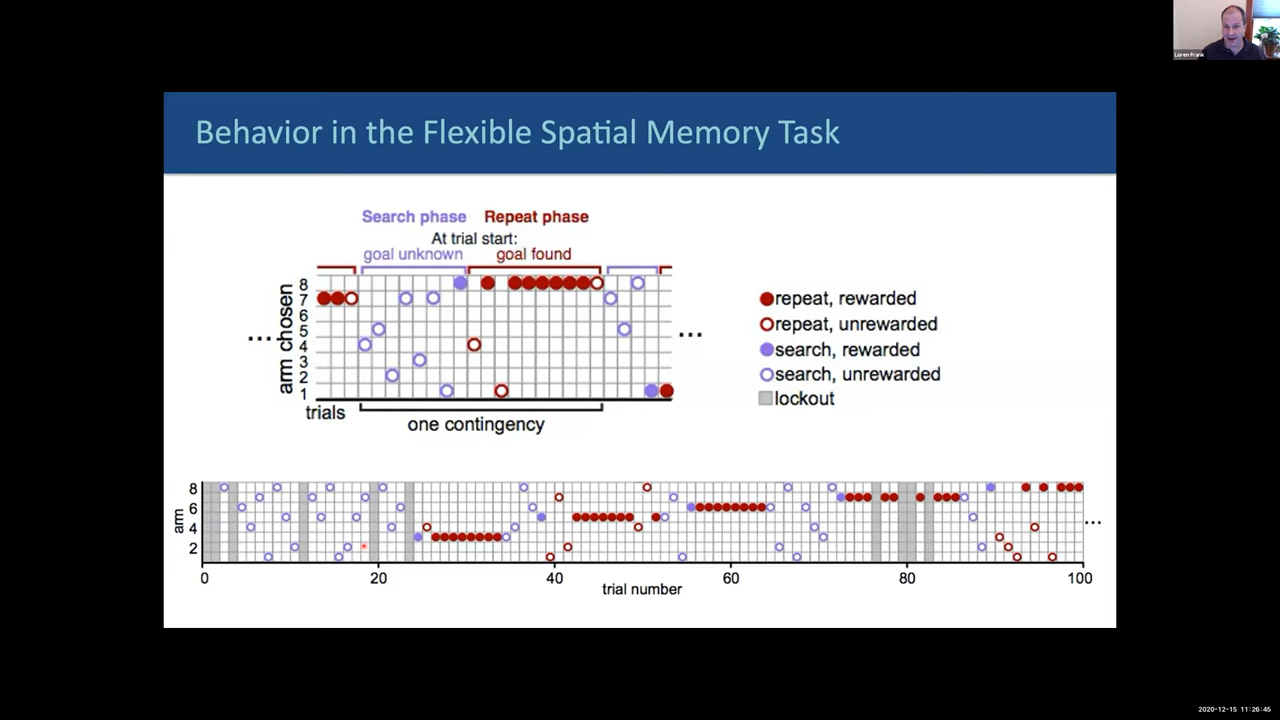 Loren Frank
Behavior in the Flexible Spatial Memory Task
Search phase Repeat phase
At trial start:
goal unknown goal found
8
7
6
5
4
3
2
1
arm chosen
...
...
trials
one contingency
repeat, rewarded
repeat, unrewarded
search, rewarded
search, unrewarded
lockout
8
6
4
2
arm
...
0 20 40 60 80 100
trial number
2020-12-15 11:26:45